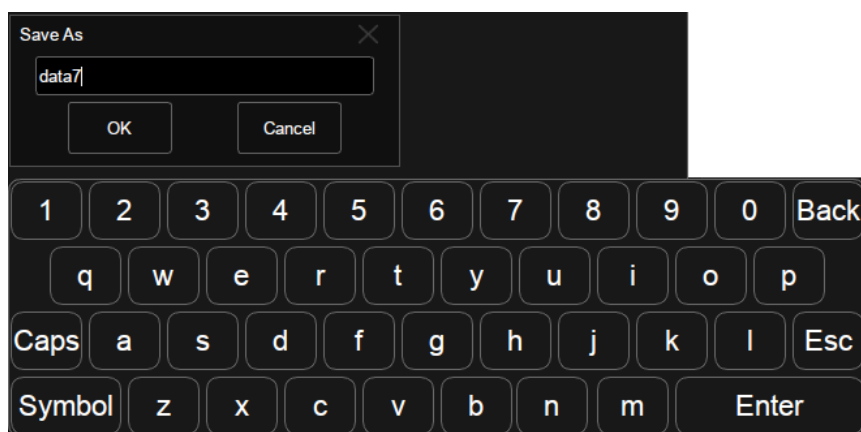 Save As
data7
OK Cancel
1 2 3 4 5 6 7 8 9 0 Back
q w e r t y u i o p
Caps a s d f g h j k l Esc
Symbol z x c v b n m Enter